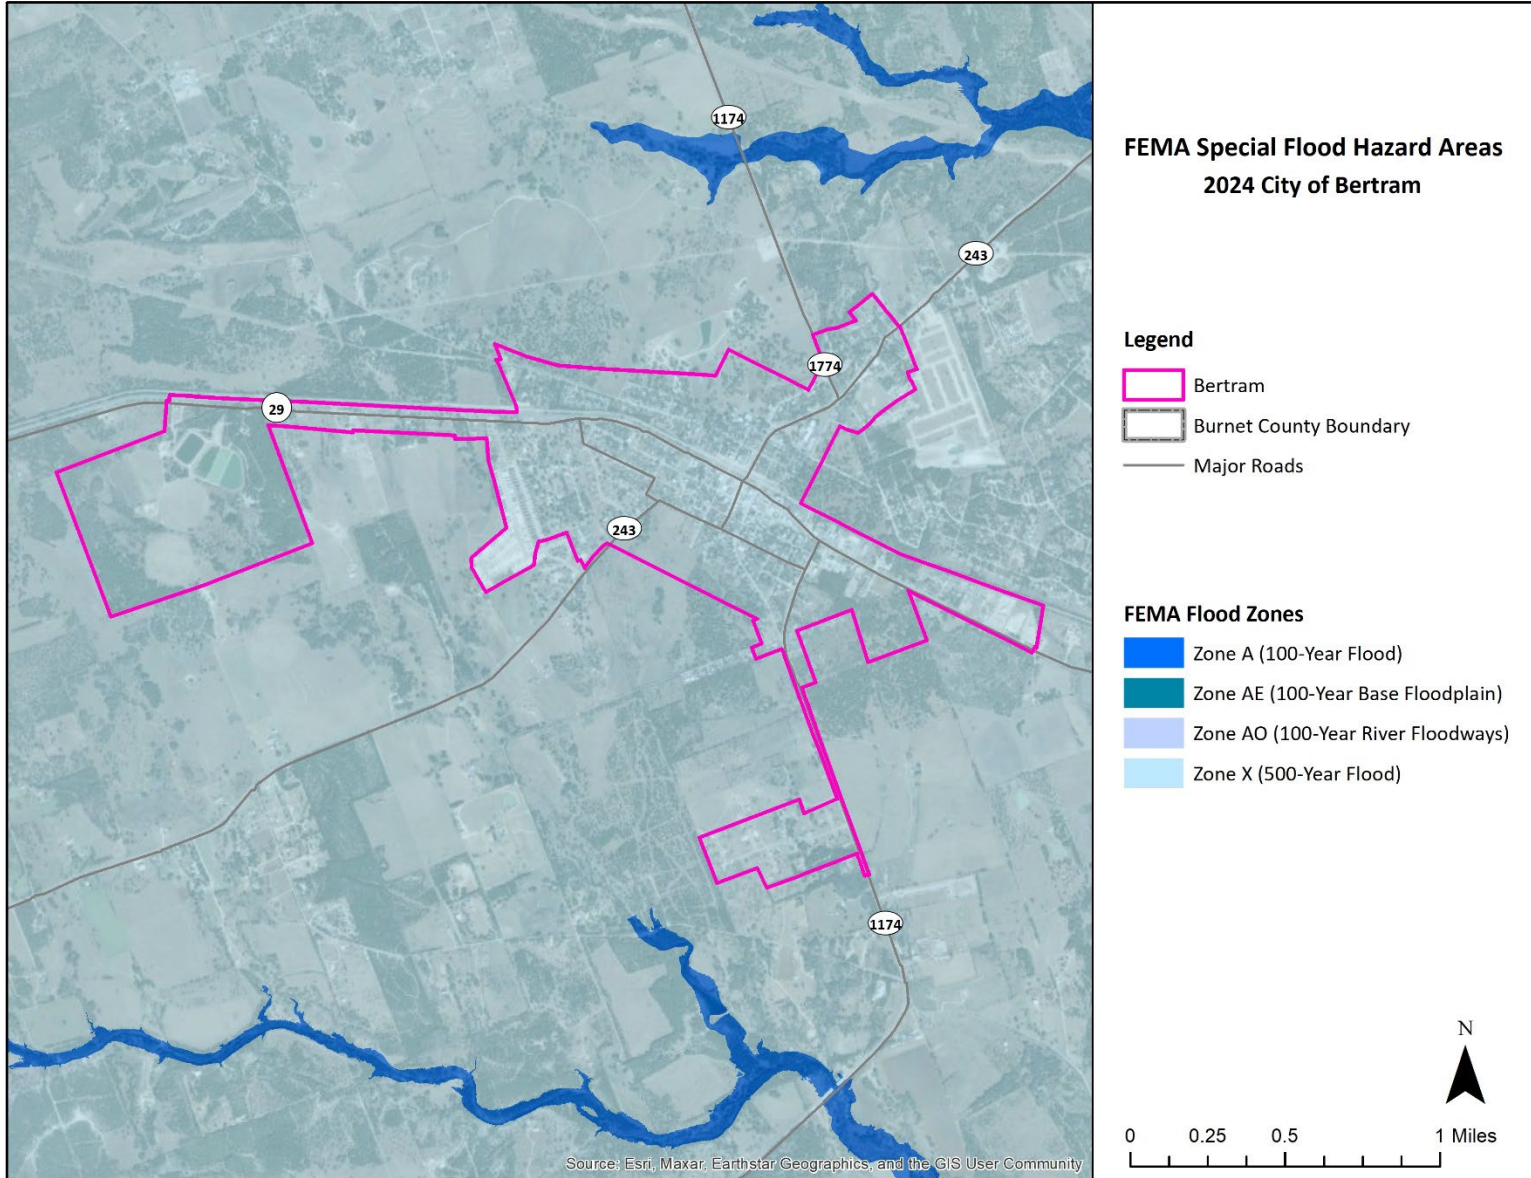 1174
243
1774
29
243
1174
Source: Esri, Maxar, Earthstar Geographics, and the GIS User Community
FEMA Special Flood Hazard Areas
2024 City of Bertram
Legend
Bertram
Burnet County Boundary
Major Roads
FEMA Flood Zones
Zone A (100-Year Flood)
Zone AE (100-Year Base Floodplain)
Zone AO (100-Year River Floodways)
Zone X (500-Year Flood)
N
0 0.25 0.5 1 Miles